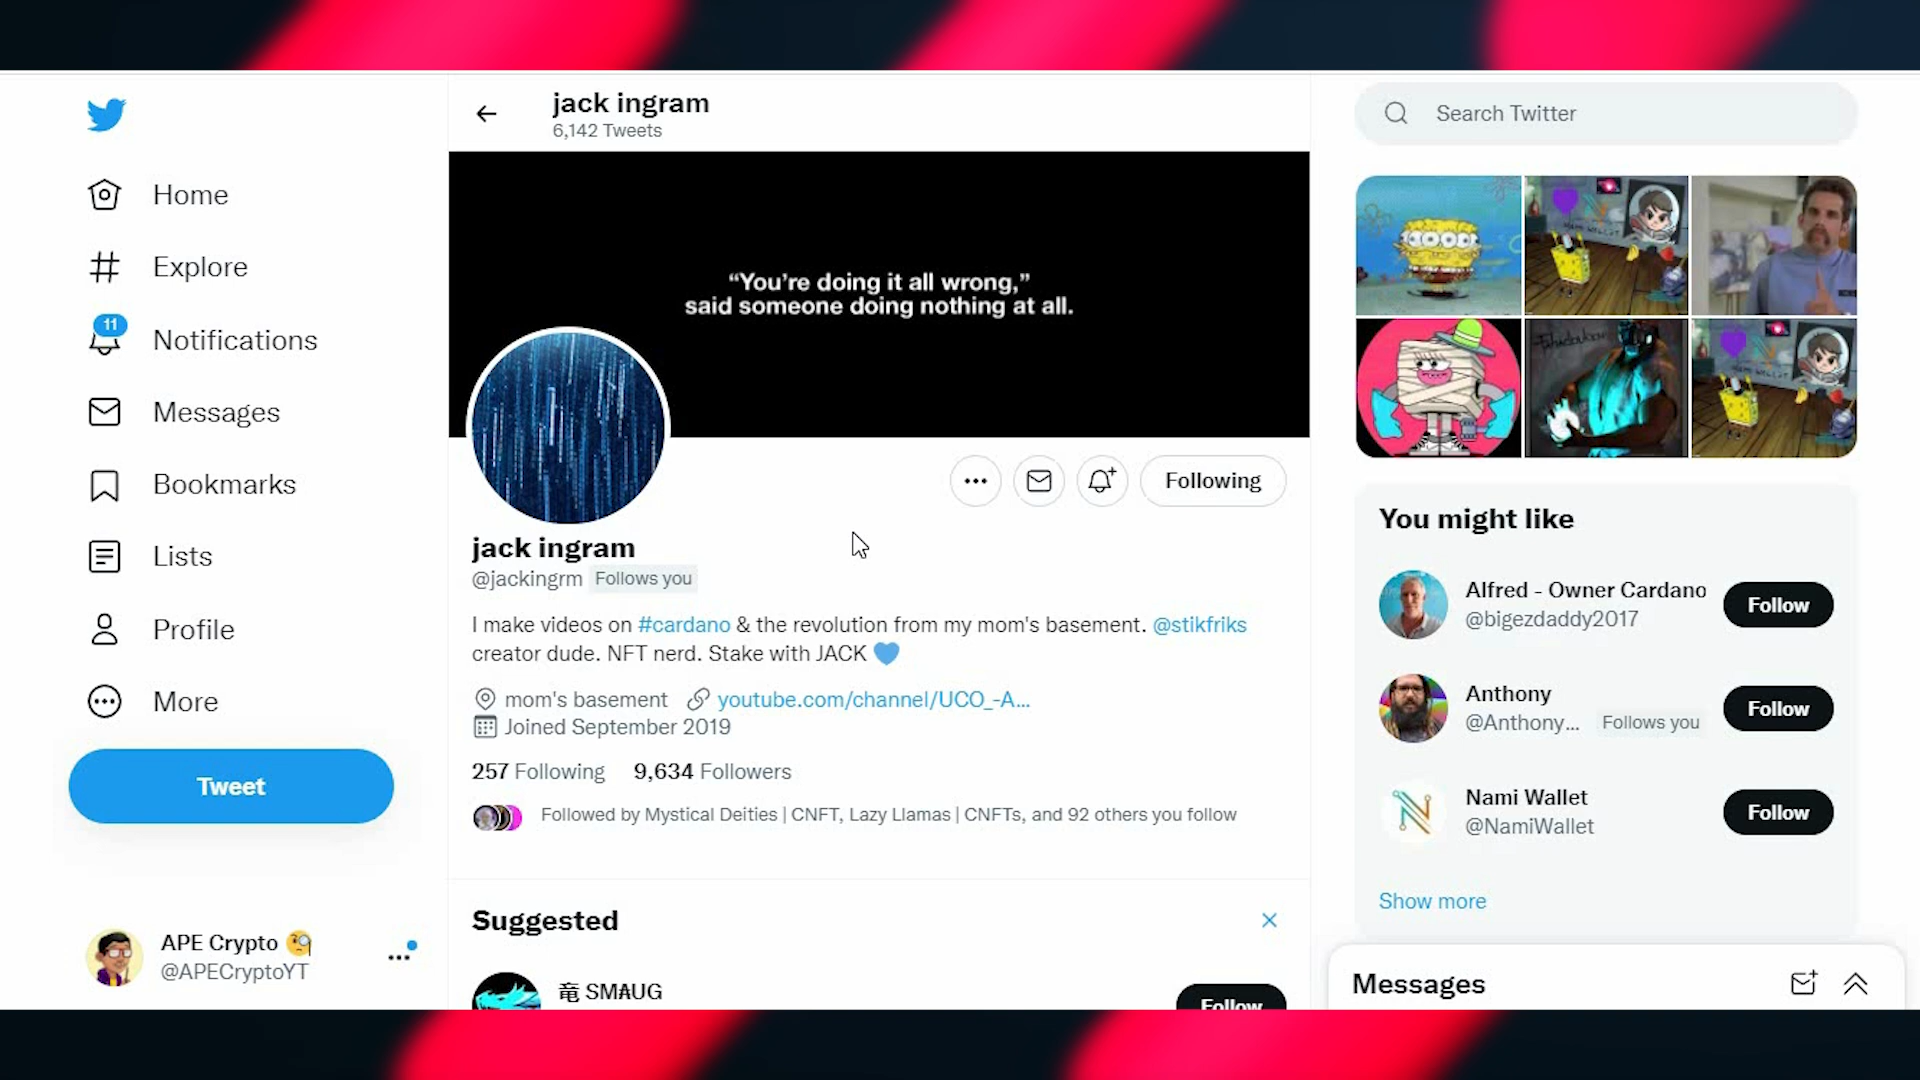 jack ingram
6,142 Tweets
Search Twitter
Home
Explore
11
Notifications
Messages
Bookmarks
Lists
Profile
More
Tweet
APE Crypto
@APECryptoYT
“You’re doing it all wrong,”
said someone doing nothing at all.
Following
jack ingram
@jackingrm Follows you
I make videos on #cardano & the revolution from my mom's basement. @stikfriks
creator dude. NFT nerd. Stake with JACK
mom's basement youtube.com/channel/UCO_-A...
Joined September 2019
257 Following 9,634 Followers
Followed by Mystical Deities | CNFT, Lazy Llamas | CNFTs, and 92 others you follow
Suggested
竜 SMAUG
Follow
GOOD
You might like
Alfred - Owner Cardano
@bigezdaddy2017
Follow
Anthony
@Anthony... Follows you
Follow
Nami Wallet
@NamiWallet
Follow
Show more
Messages